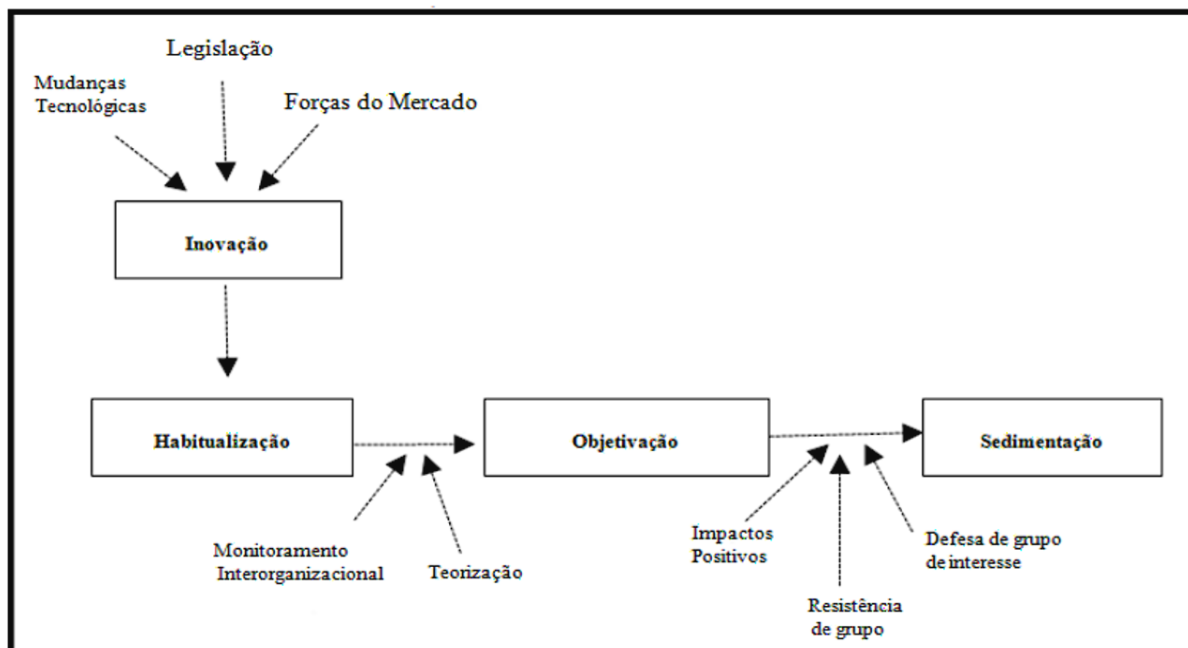 Legislação
Mudanças
Tecnológicas
Forças do Mercado
Inovação
Habitualização
Objetivação
Sedimentação
Monitoramento
Interorganizacional
Teorização
Impactos
Positivos
Resistência
de grupo
Defesa de grupo
de interesse